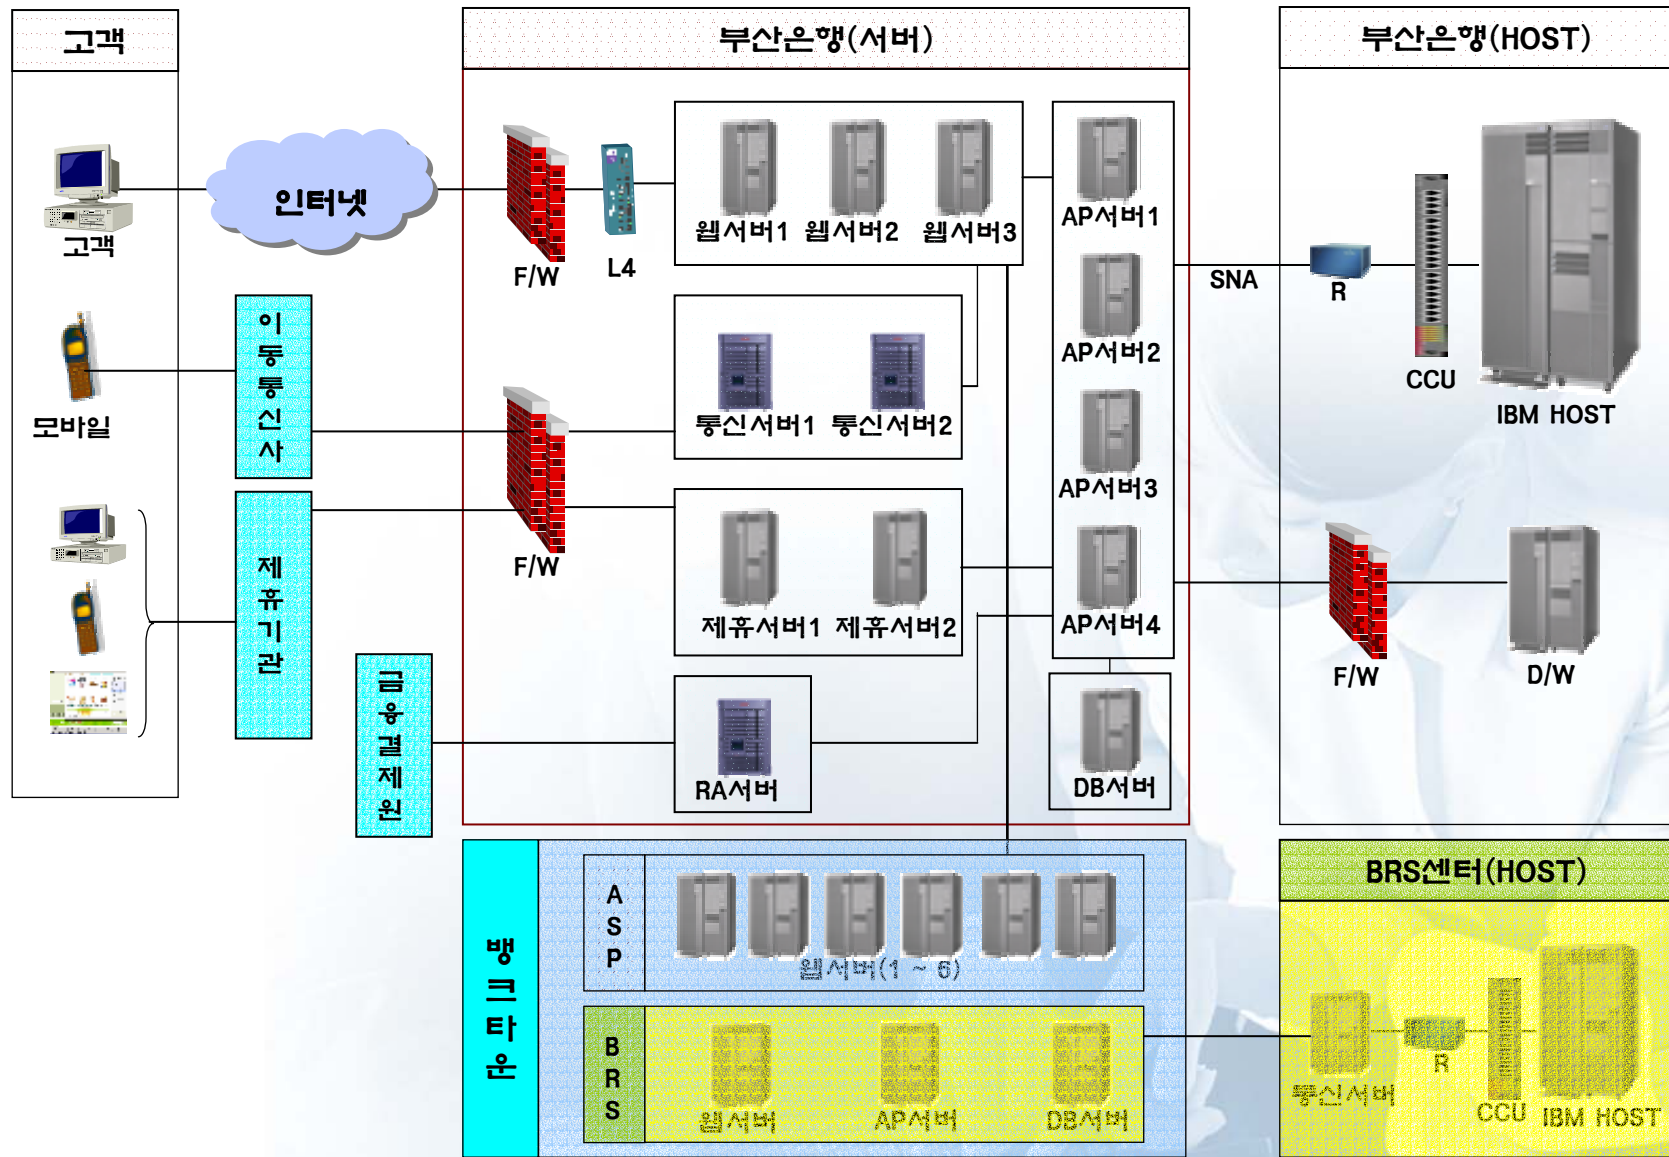 고객
부산은행(서버)
부산은행(HOST)
고객
인터넷
F/W
L4
웹서버1
웹서버2
웹서버3
AP서버1
AP서버2
AP서버3
AP서버4
SNA
R
CCU
IBM HOST
모바일
이동통신사
통신서버1
통신서버2
F/W
제휴기관
제휴서버1
제휴서버2
F/W
D/W
금융결제원
RA서버
DB서버
뱅크타운
ASP
웹서버(1 ~ 6)
BRS
웹서버
AP서버
DB서버
BRS센터(HOST)
통신서버
R
CCU
IBM HOST